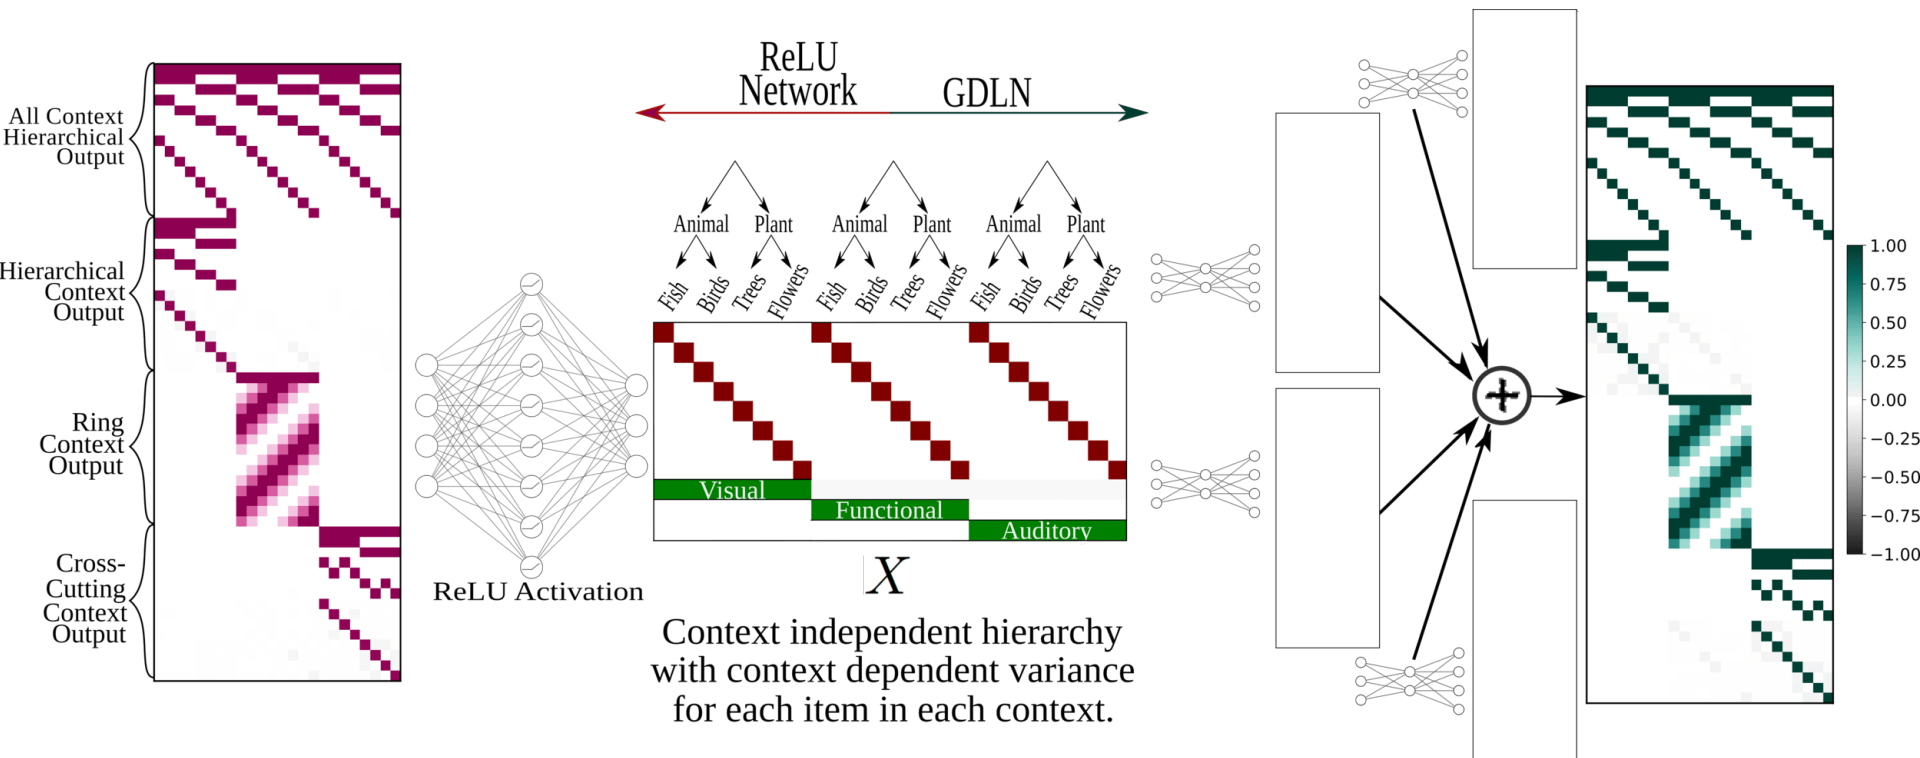 All Context
Hierarchical
Output
Hierarchical
Context
Output
Ring
Context
Output
Cross-
Cutting
Context
Output
ReLU Activation
ReLU
Network
GDLN
Animal
Plant
Animal
Plant
Animal
Plant
Fish
Birds
Trees
Flowers
Fish
Birds
Trees
Flowers
Fish
Birds
Trees
Flowers
Visual
Functional
Auditory
X
Context independent hierarchy
with context dependent variance
for each item in each context.
+
1.00
0.75
0.50
0.25
0.00
−0.25
−0.50
−0.75
−1.00